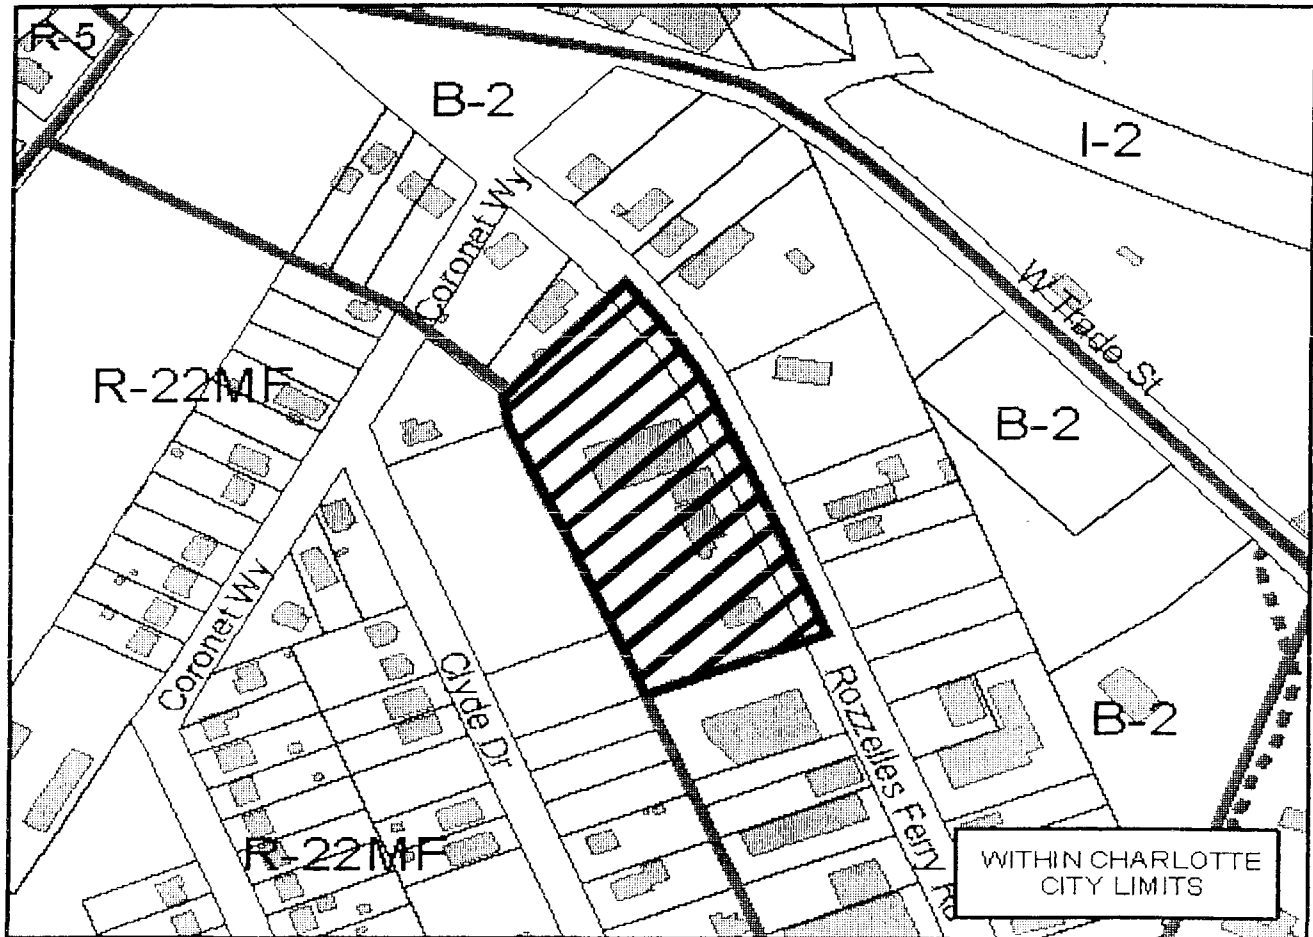 R-5
B-2
I-2
Coronet Wy
W Trade St
R-22MF
B-2
Coronet Wy
Clyde Dr
Rozzelles Ferry Rd
B-2
R-22MF
WITHIN CHARLOTTE
CITY LIMITS